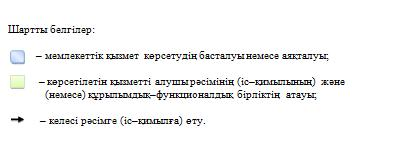 Шартты белгілер:
– мемлекеттік қызмет көрсетудің басталуы немесе аяқталуы;
– көрсетілетін қызметті алушы рәсімінің (іс–қимылының) және
(немесе) құрылымдық–функционалдық бірліктің атауы;
– келесі рәсімге (іс–қимылға) өту.